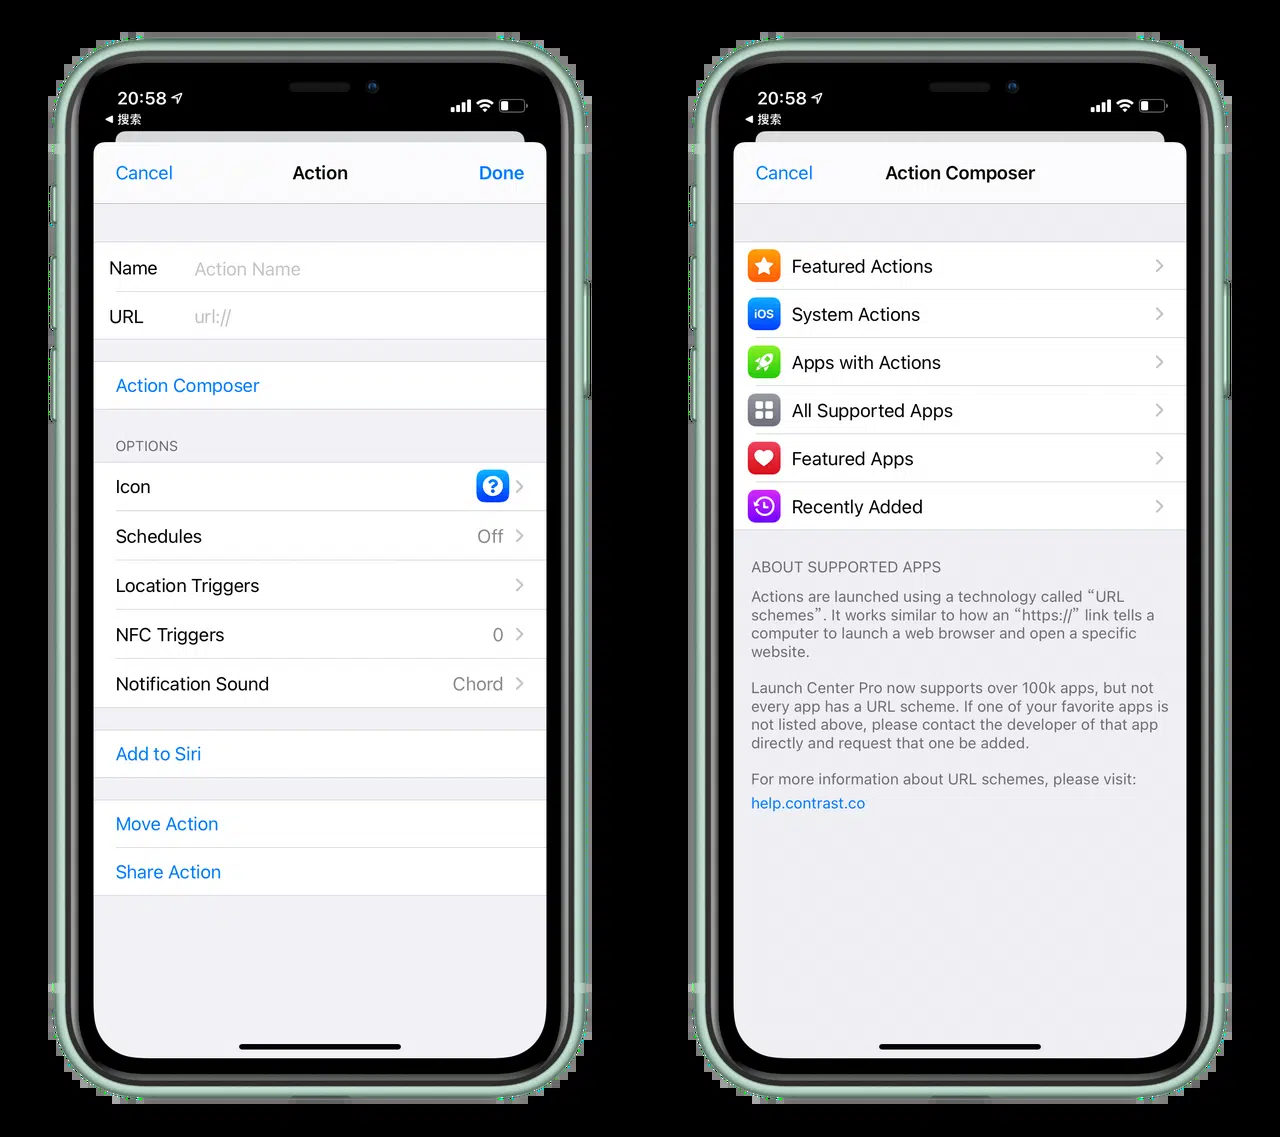 20:58
◀ 搜索
Cancel
Action
Done
Name
Action Name
URL
url://
Action Composer
OPTIONS
Icon
Schedules
Off
Location Triggers
NFC Triggers
0
Notification Sound
Chord
Add to Siri
Move Action
Share Action
20:58
◀ 搜索
Cancel
Action Composer
Featured Actions
iOS
System Actions
Apps with Actions
All Supported Apps
Featured Apps
Recently Added
ABOUT SUPPORTED APPS
Actions are launched using a technology called “URL
schemes”. It works similar to how an “https://” link tells a
computer to launch a web browser and open a specific
website.
Launch Center Pro now supports over 100k apps, but not
every app has a URL scheme. If one of your favorite apps is
not listed above, please contact the developer of that app
directly and request that one be added.
For more information about URL schemes, please visit:
help.contrast.co